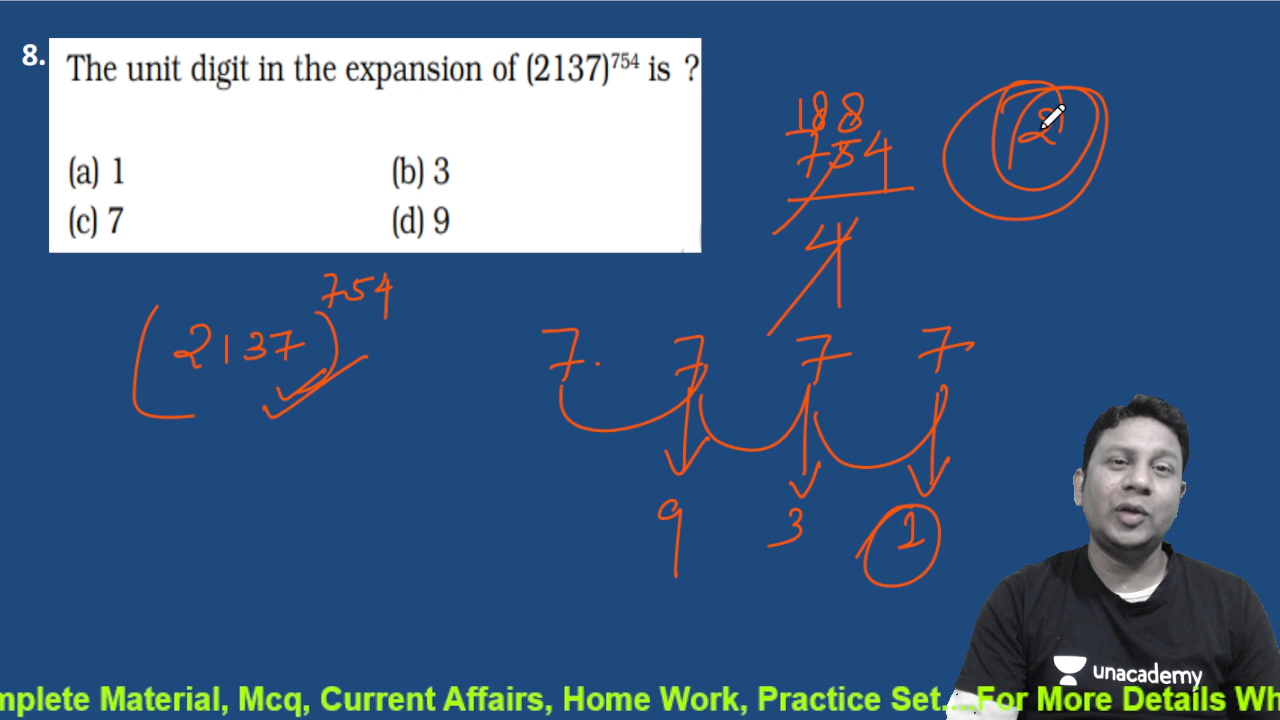 8.
The unit digit in the expansion of (2137)⁷⁵⁴ is ?
(a) 1
(b) 3
(c) 7
(d) 9
188
754
4
2
(2137)⁷⁵⁴
7. 7 7 7
9 3 1
unacademy
mplete Material, Mcq, Current Affairs, Home Work, Practice Set....For More Details Wh